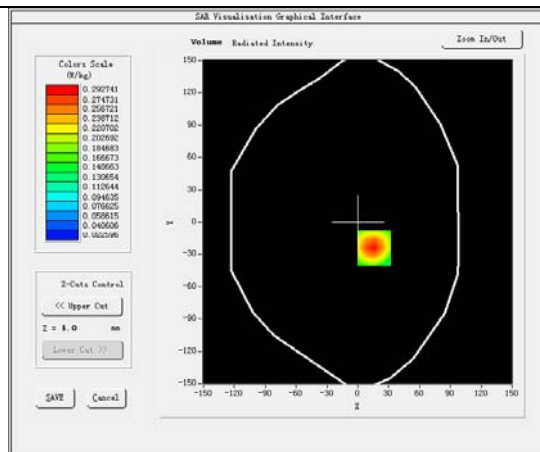 SAR Visualisation Graphical Interface
Volume Radiated Intensity
Zoom In/Out
Colors Scale
(W/kg)
0.292741
0.274731
0.256721
0.238712
0.220702
0.202692
0.184683
0.166673
0.148663
0.130654
0.112644
0.094635
0.076625
0.058615
0.040606
0.022596
150
120
90
60
30
0
-30
-60
-90
-120
-150
Y
-150 -120 -90 -60 -30 0 30 60 90 120 150
X
Z-Cuts Control
<< Upper Cut
Z = 4.0 mm
Lower Cut >>
SAVE Cancel